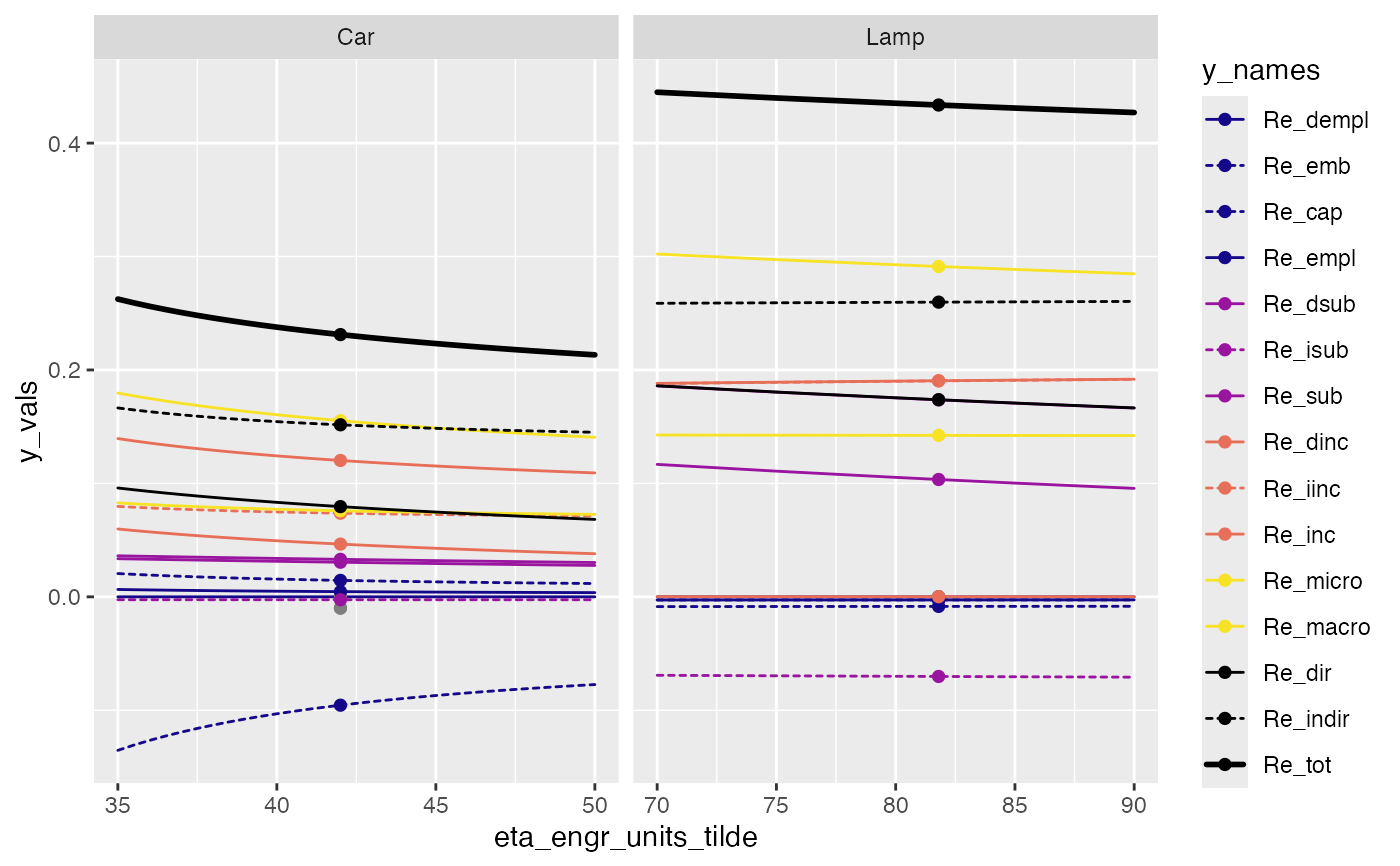 Car
Lamp
y_vals
0.4
0.2
0.0
35
40
45
50
70
75
80
85
90
eta_engr_units_tilde
y_names
Re_dempl
Re_emb
Re_cap
Re_empl
Re_dsub
Re_isub
Re_sub
Re_dinc
Re_iinc
Re_inc
Re_micro
Re_macro
Re_dir
Re_indir
Re_tot